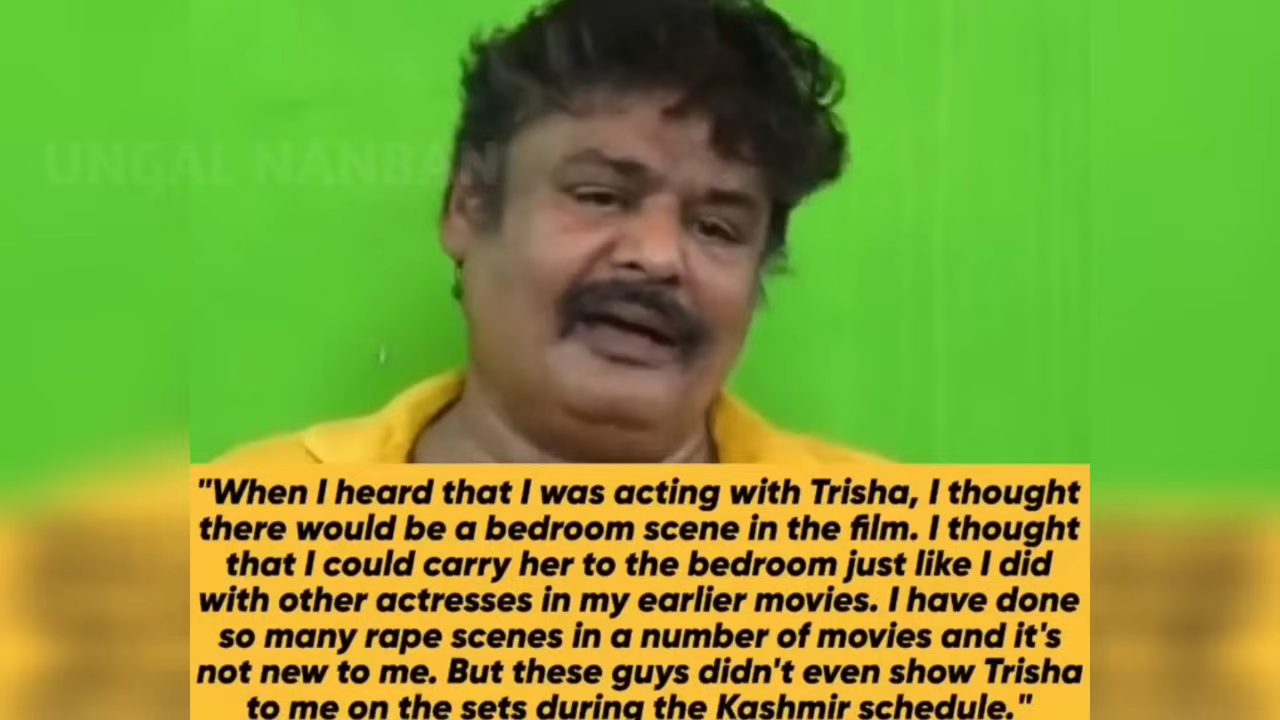 UNGAL NANBAN
"When I heard that I was acting with Trisha, I thought
there would be a bedroom scene in the film. I thought
that I could carry her to the bedroom just like I did
with other actresses in my earlier movies. I have done
so many rape scenes in a number of movies and it's
not new to me. But these guys didn't even show Trisha
to me on the sets during the Kashmir schedule."